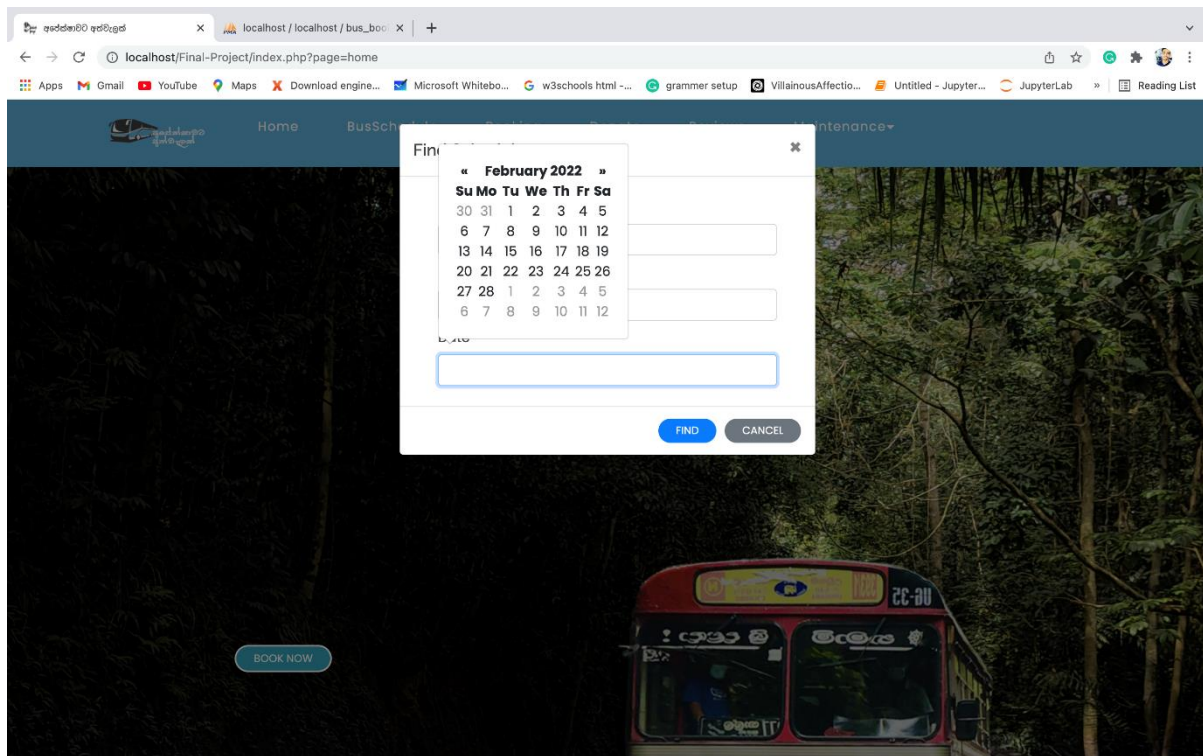 අපේක්ෂාවට අත්වැලක්
localhost / localhost / bus_boo
localhost/Final-Project/index.php?page=home
Apps Gmail YouTube Maps Download engine... Microsoft Whitebo... w3schools html -... grammer setup VillainousAffectio... Untitled - Jupyter... JupyterLab » Reading List
Home BusSch
Find
« February 2022 »
Su Mo Tu We Th Fr Sa
30 31 1 2 3 4 5
6 7 8 9 10 11 12
13 14 15 16 17 18 19
20 21 22 23 24 25 26
27 28 1 2 3 4 5
6 7 8 9 10 11 12
Date
FIND CANCEL
BOOK NOW